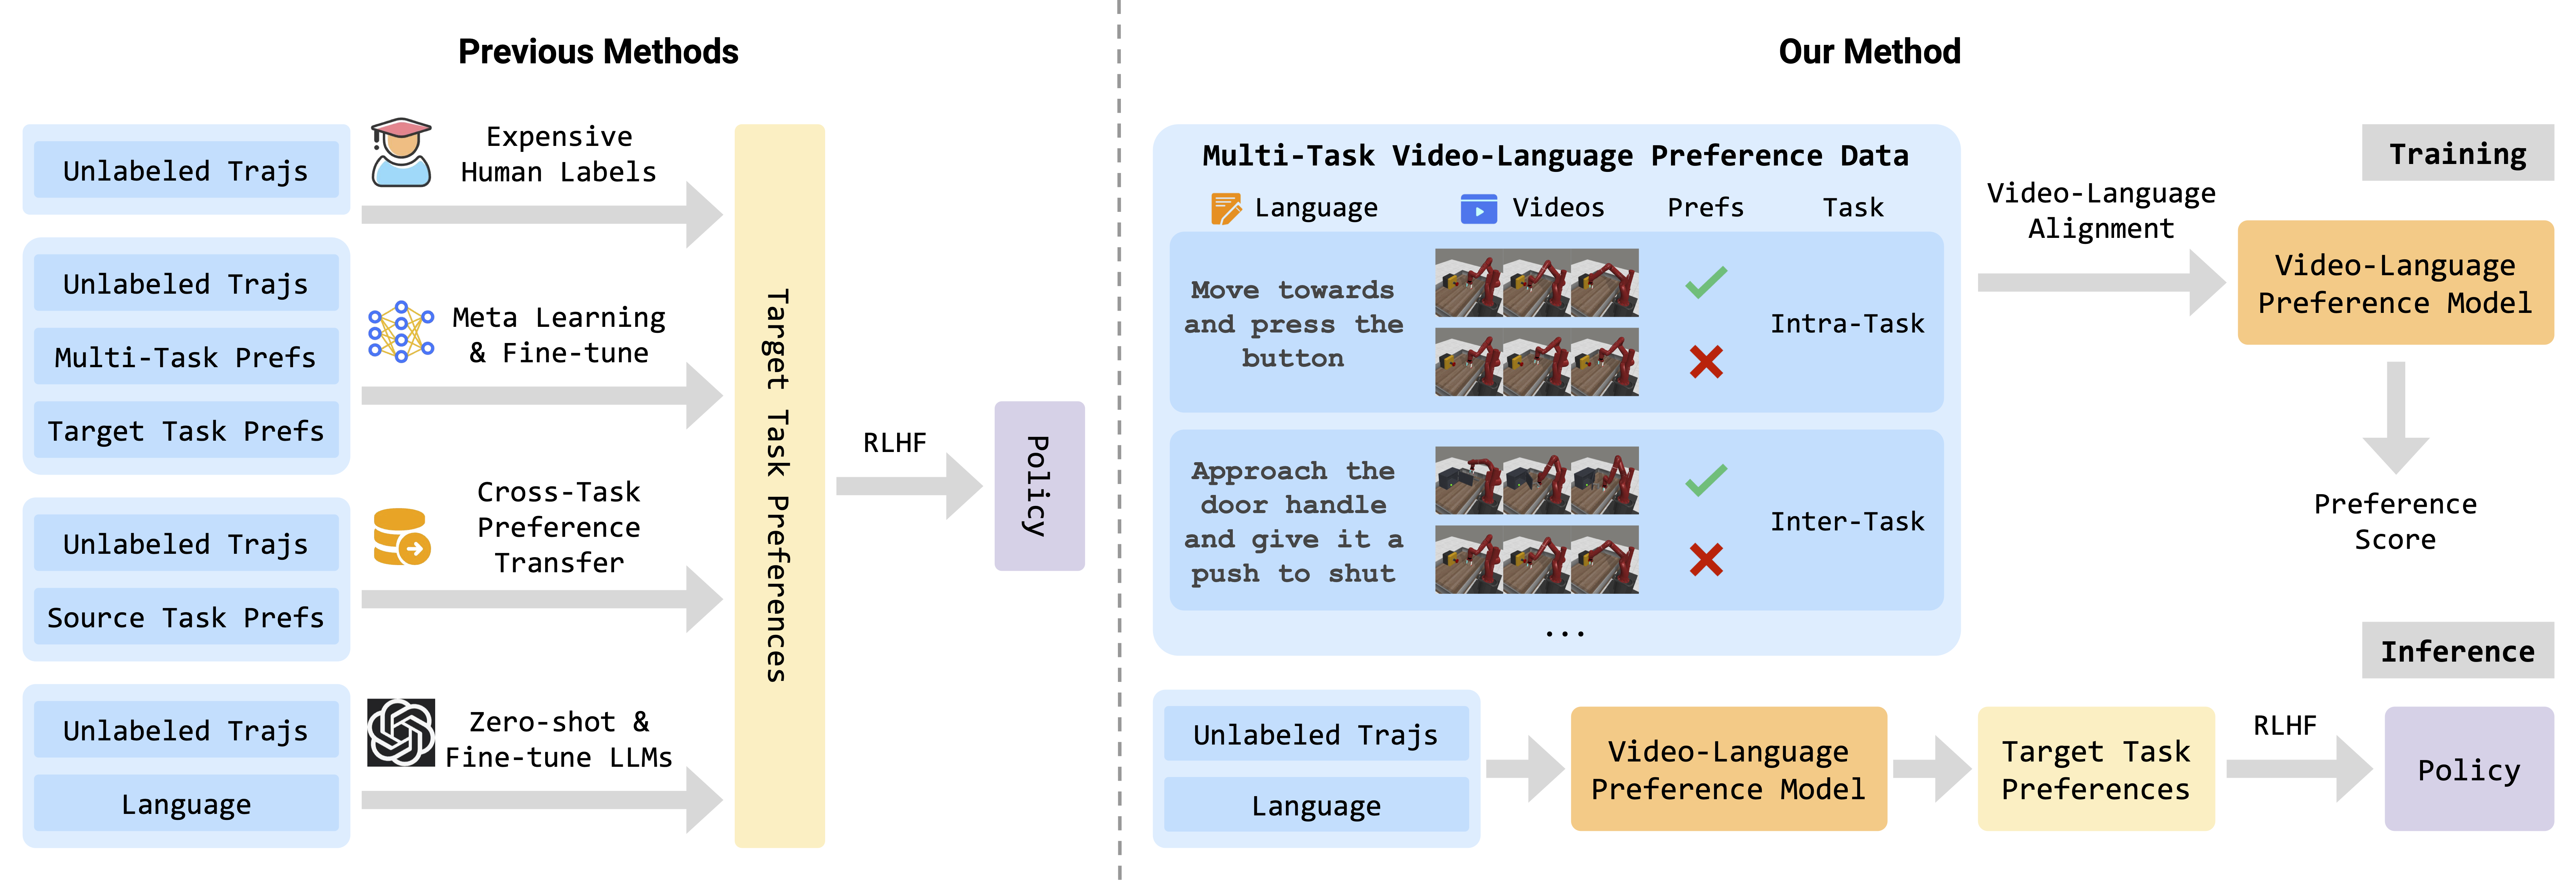 Previous Methods
Unlabeled Trajs
Expensive
Human Labels
Unlabeled Trajs
Multi-Task Prefs
Target Task Prefs
Meta Learning
& Fine-tune
Unlabeled Trajs
Source Task Prefs
Cross-Task
Preference
Transfer
Unlabeled Trajs
Language
Zero-shot &
Fine-tune LLMs
Target Task Preferences
RLHF
Policy
Our Method
Multi-Task Video-Language Preference Data
Language Videos Prefs Task
Move towards
and press the
button
Intra-Task
Approach the
door handle
and give it a
push to shut
Inter-Task
...
Video-Language
Alignment
Training
Video-Language
Preference Model
Preference
Score
Inference
Unlabeled Trajs
Language
Video-Language
Preference Model
Target Task
Preferences
RLHF
Policy